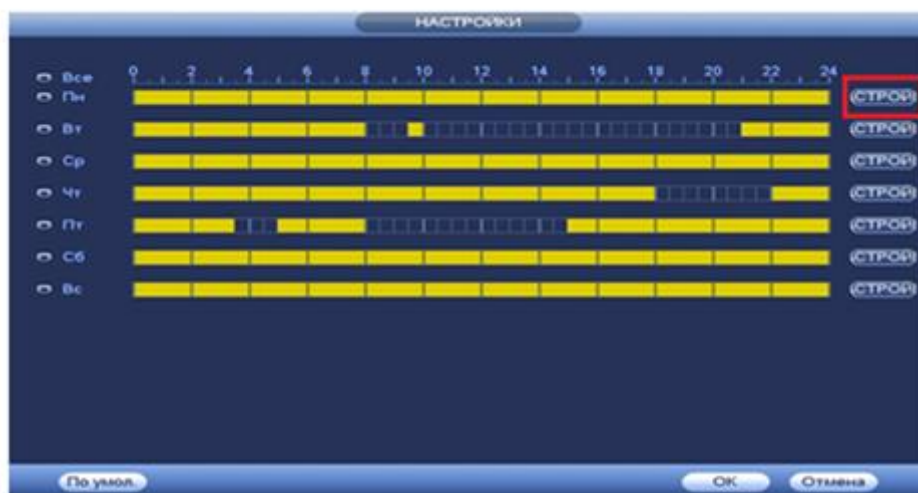 НАСТРОЙКИ
0 2 4 6 8 10 12 14 16 18 20 22 24
Все
Пн СТРОЙ
Вт СТРОЙ
Ср СТРОЙ
Чт СТРОЙ
Пт СТРОЙ
Сб СТРОЙ
Вс СТРОЙ
По умол. ОК Отмена